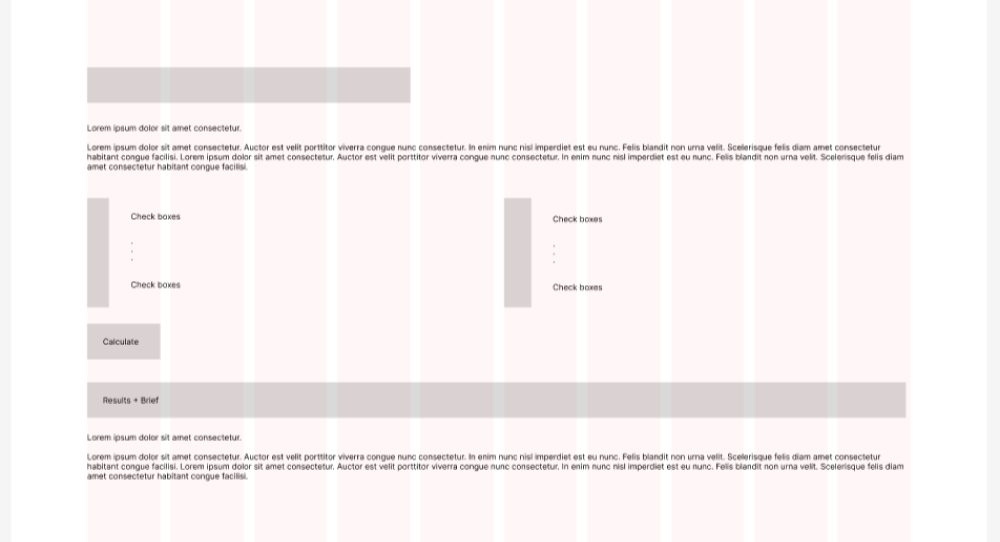 Lorem ipsum dolor sit amet consectetur.
Lorem ipsum dolor sit amet consectetur. Auctor est velit porttitor viverra congue nunc consectetur. In enim nunc nisl imperdiet est eu nunc. Felis blandit non urna velit. Scelerisque felis diam amet consectetur
habitant congue facilisi. Lorem ipsum dolor sit amet consectetur. Auctor est velit porttitor viverra congue nunc consectetur. In enim nunc nisl imperdiet est eu nunc. Felis blandit non urna velit. Scelerisque felis diam
amet consectetur habitant congue facilisi.
Check boxes
Check boxes
.
.
.
.
.
.
Check boxes
Check boxes
Calculate
Results + Brief
Lorem ipsum dolor sit amet consectetur.
Lorem ipsum dolor sit amet consectetur. Auctor est velit porttitor viverra congue nunc consectetur. In enim nunc nisl imperdiet est eu nunc. Felis blandit non urna velit. Scelerisque felis diam amet consectetur
habitant congue facilisi. Lorem ipsum dolor sit amet consectetur. Auctor est velit porttitor viverra congue nunc consectetur. In enim nunc nisl imperdiet est eu nunc. Felis blandit non urna velit. Scelerisque felis diam
amet consectetur habitant congue facilisi.